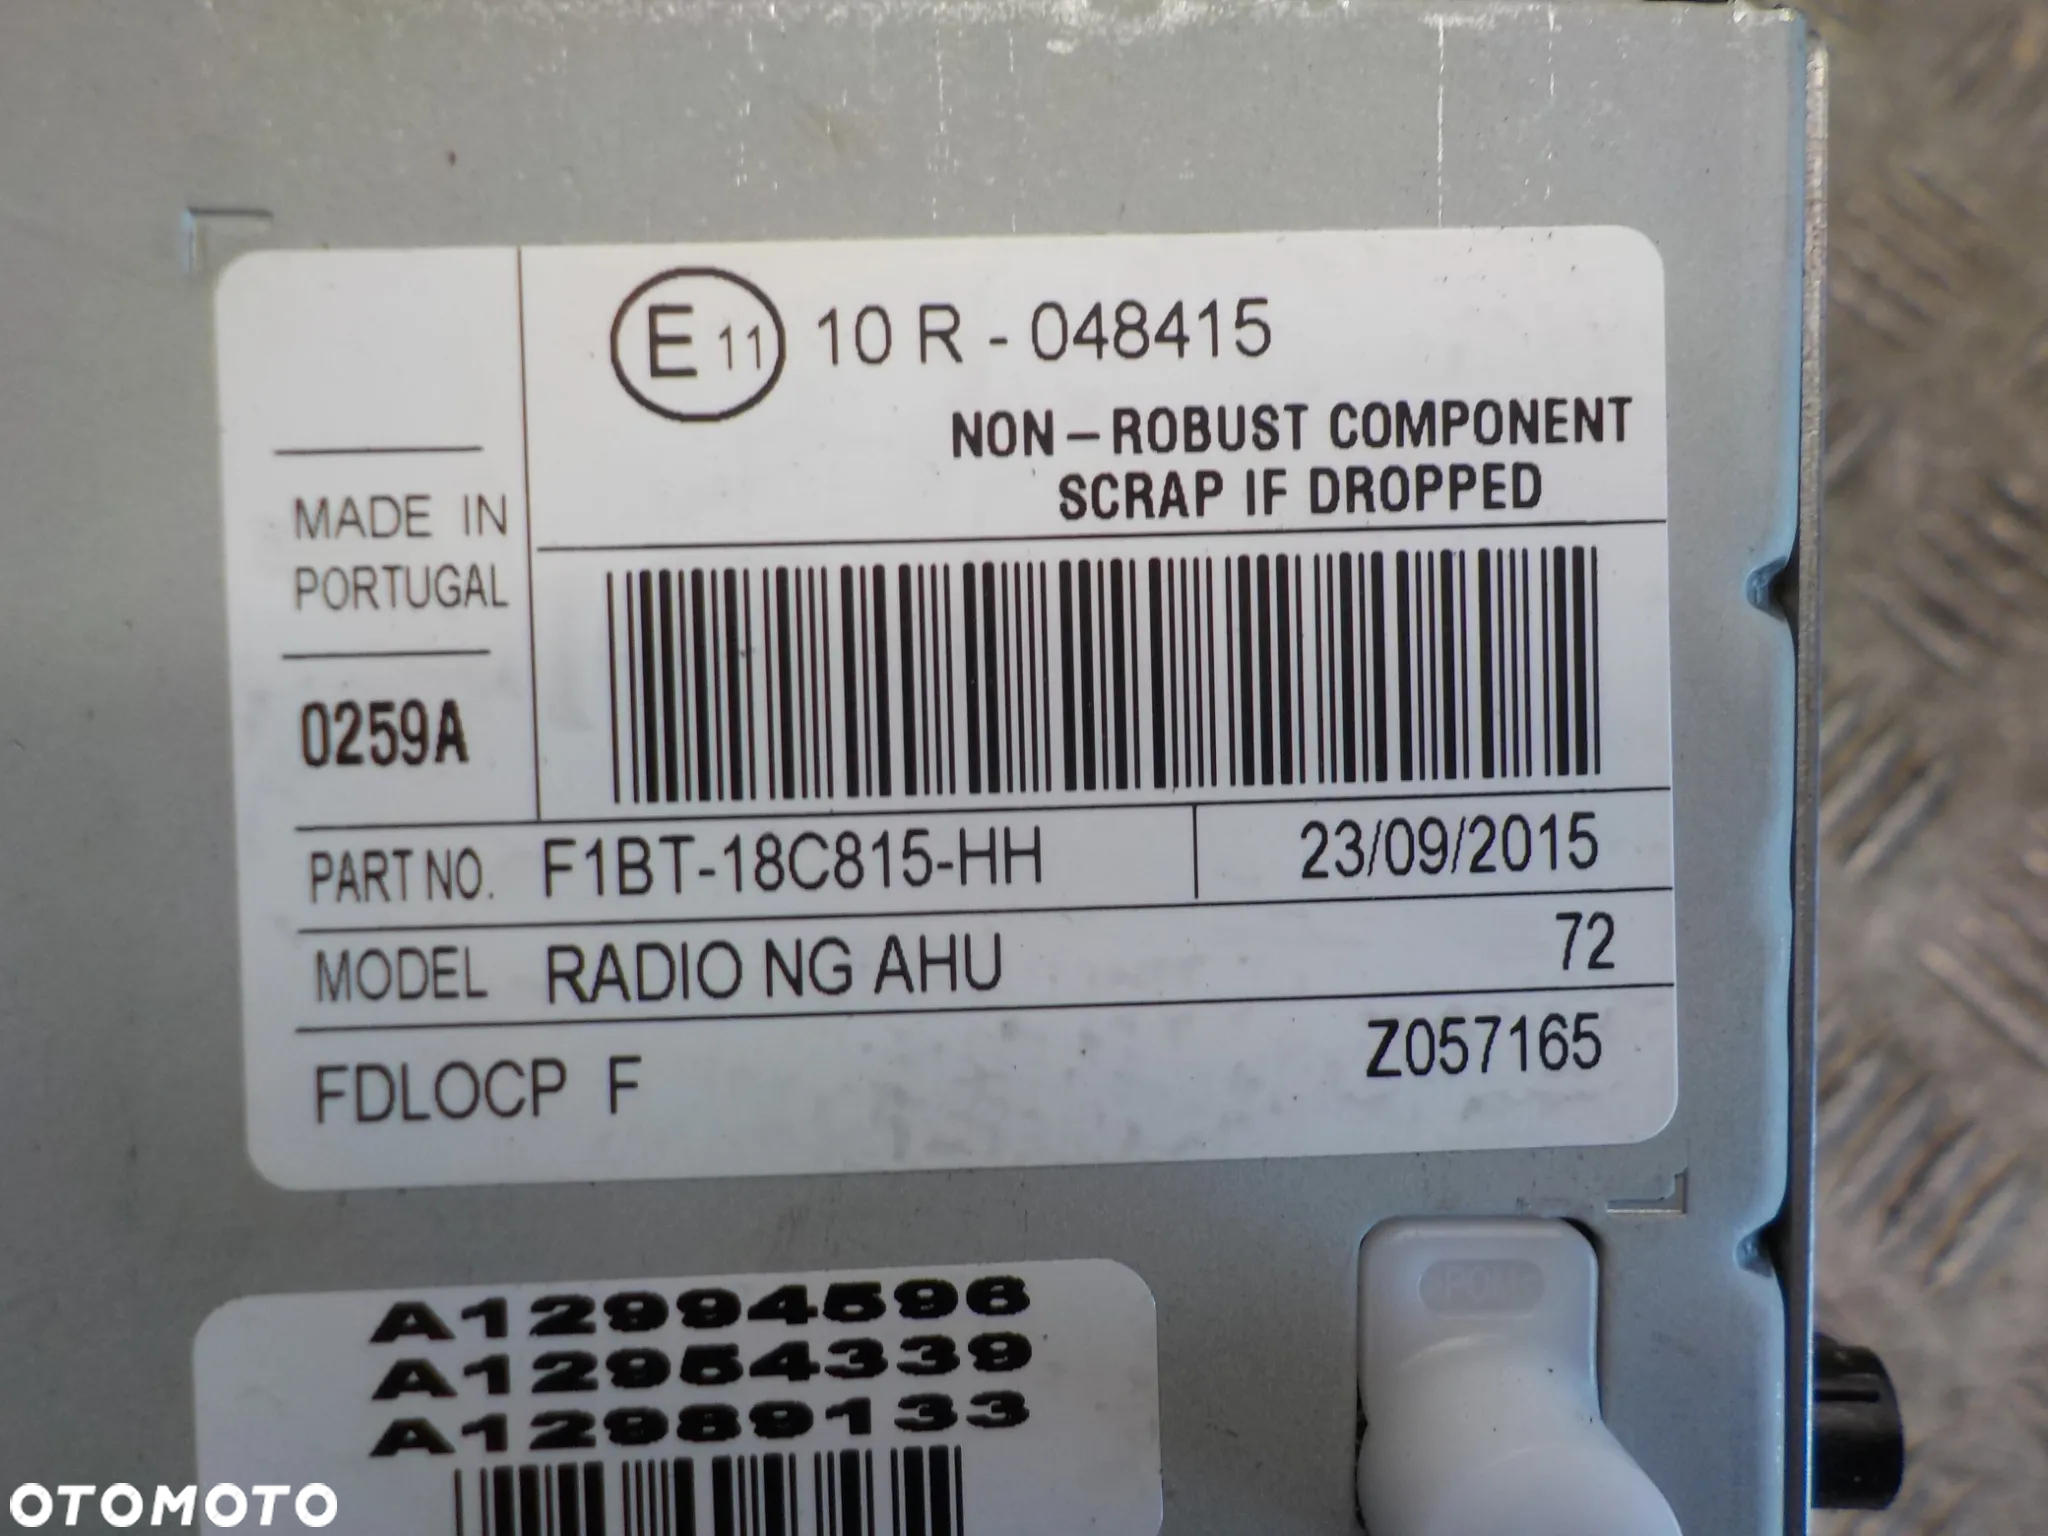 E 11 10 R - 048415
NON - ROBUST COMPONENT
SCRAP IF DROPPED
MADE IN
PORTUGAL
0259A
PART NO. F1BT-18C815-HH 23/09/2015
MODEL RADIO NG AHU 72
FDLOCP F Z057165
POM
A12994596
A12954339
A12989133
OTOMOTO